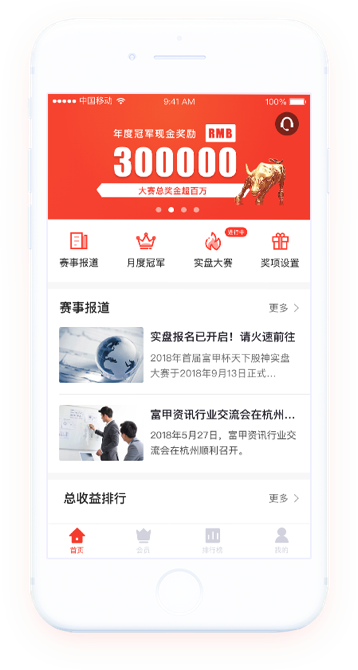 中国移动
9:41 AM
100%
年度冠军现金奖励 RMB
300000
大赛总奖金超百万
赛事报道
月度冠军
实盘大赛
进行中
奖项设置
赛事报道
更多
实盘报名已开启！请火速前往
2018年首届富甲杯天下股神实盘
大赛于2018年9月13日正式...
富甲资讯行业交流会在杭州...
2018年5月27日，富甲资讯行业交
流会在杭州顺利召开。
总收益排行
更多
首页
会员
排行榜
我的